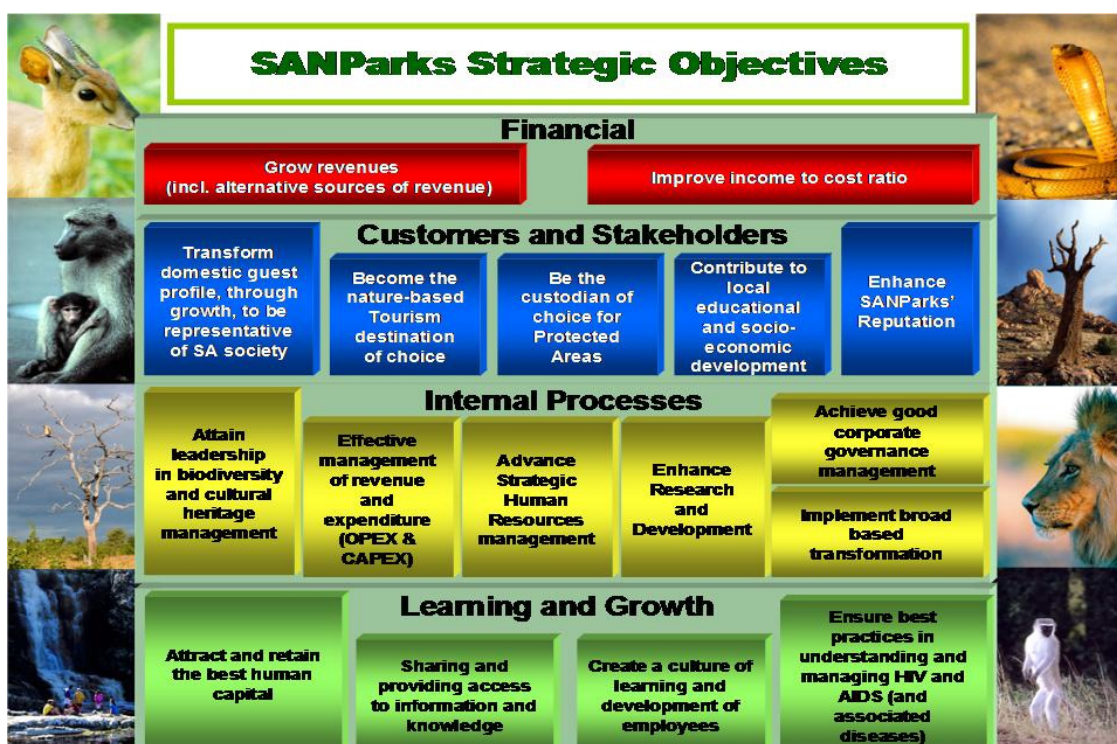 SANParks Strategic Objectives
Financial
Grow revenues
(incl. alternative sources of revenue)
Improve income to cost ratio
Customers and Stakeholders
Transform
domestic guest
profile, through
growth, to be
representative
of SA society
Become the
nature-based
Tourism
destination
of choice
Be the
custodian of
choice for
Protected
Areas
Contribute to
local
educational
and socio-
economic
development
Enhance
SANParks’
Reputation
Internal Processes
Attain
leadership
in biodiversity
and cultural
heritage
management
Effective
management
of revenue
and
expenditure
(OPEX &
CAPEX)
Advance
Strategic
Human
Resources
management
Enhance
Research
and
Development
Achieve good
corporate
governance
management
Implement broad
based
transformation
Learning and Growth
Attract and retain
the best human
capital
Sharing and
providing access
to information and
knowledge
Create a culture of
learning and
development of
employees
Ensure best
practices in
understanding and
managing HIV and
AIDS (and
associated
diseases)